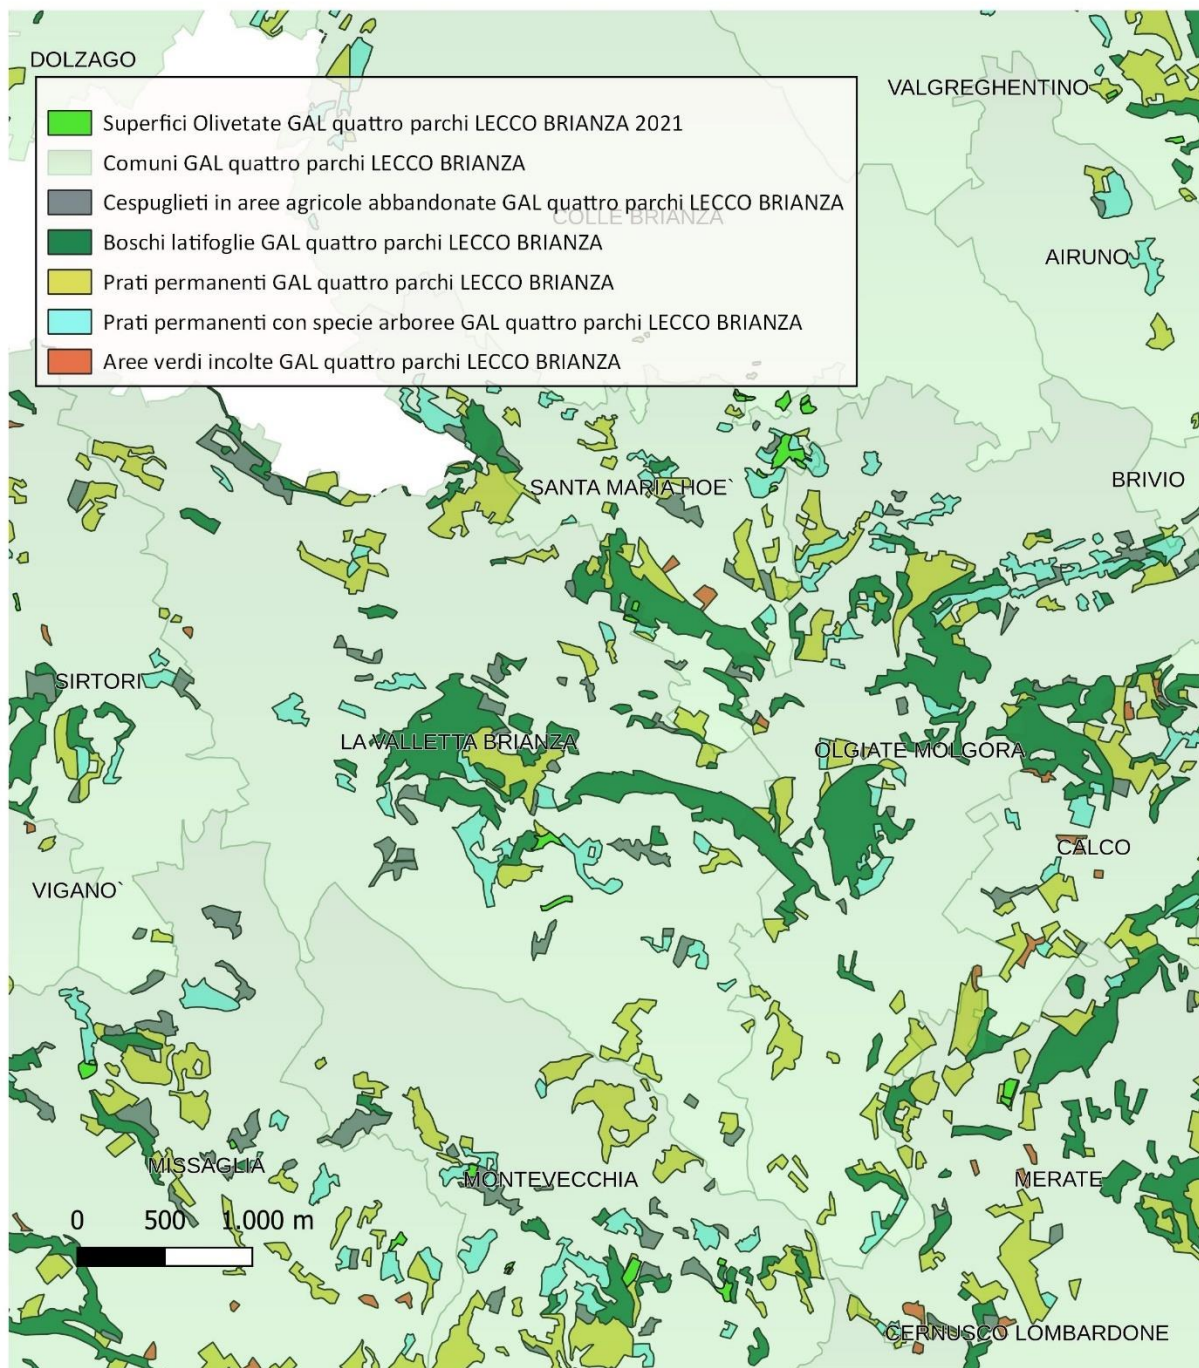 DOLZAGO
VALGREGHENTINO
Superfici Olivetate GAL quattro parchi LECCO BRIANZA 2021
Comuni GAL quattro parchi LECCO BRIANZA
Cespuglieti in aree agricole abbandonate GAL quattro parchi LECCO BRIANZA
COLLE BRIANZA
Boschi latifoglie GAL quattro parchi LECCO BRIANZA
AIRUNO
Prati permanenti GAL quattro parchi LECCO BRIANZA
Prati permanenti con specie arboree GAL quattro parchi LECCO BRIANZA
Aree verdi incolte GAL quattro parchi LECCO BRIANZA
BRIVIO
SANTA MARIA HOE`
SIRTORI
LA VALLETTA BRIANZA
OLGIATE MOLGORA
CALCO
VIGANO`
MISSAGLIA
MONTEVECCHIA
MERATE
0 500 1.000 m
CERNUSCO LOMBARDONE